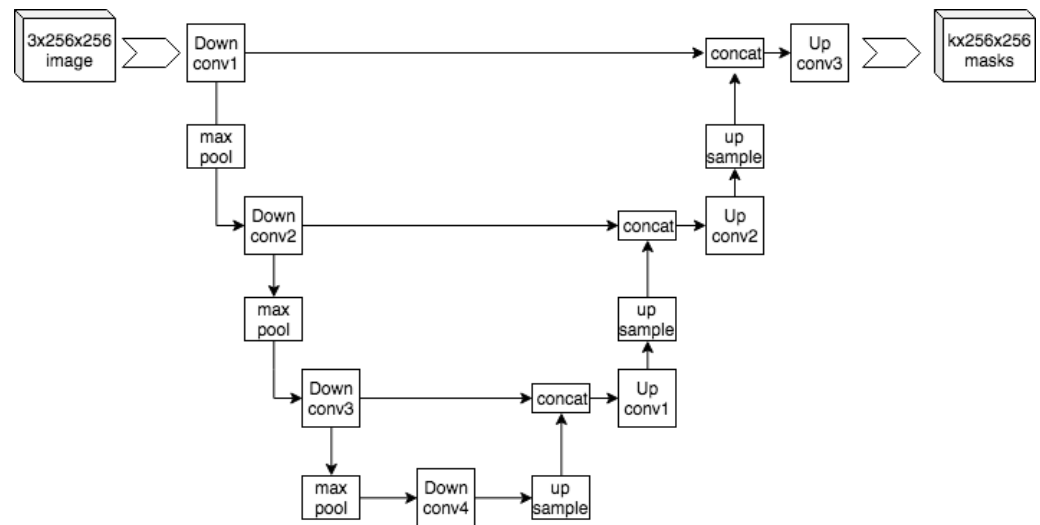 3x256x256
image
Down
conv1
concat
Up
conv3
kx256x256
masks
max
pool
up
sample
Down
conv2
concat
Up
conv2
max
pool
up
sample
Down
conv3
concat
Up
conv1
max
pool
Down
conv4
up
sample